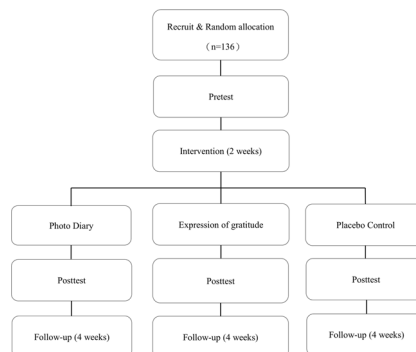 Recruit & Random allocation
（n=136）
Pretest
Intervention (2 weeks)
Photo Diary
Expression of gratitude
Placebo Control
Posttest
Posttest
Posttest
Follow-up (4 weeks)
Follow-up (4 weeks)
Follow-up (4 weeks)